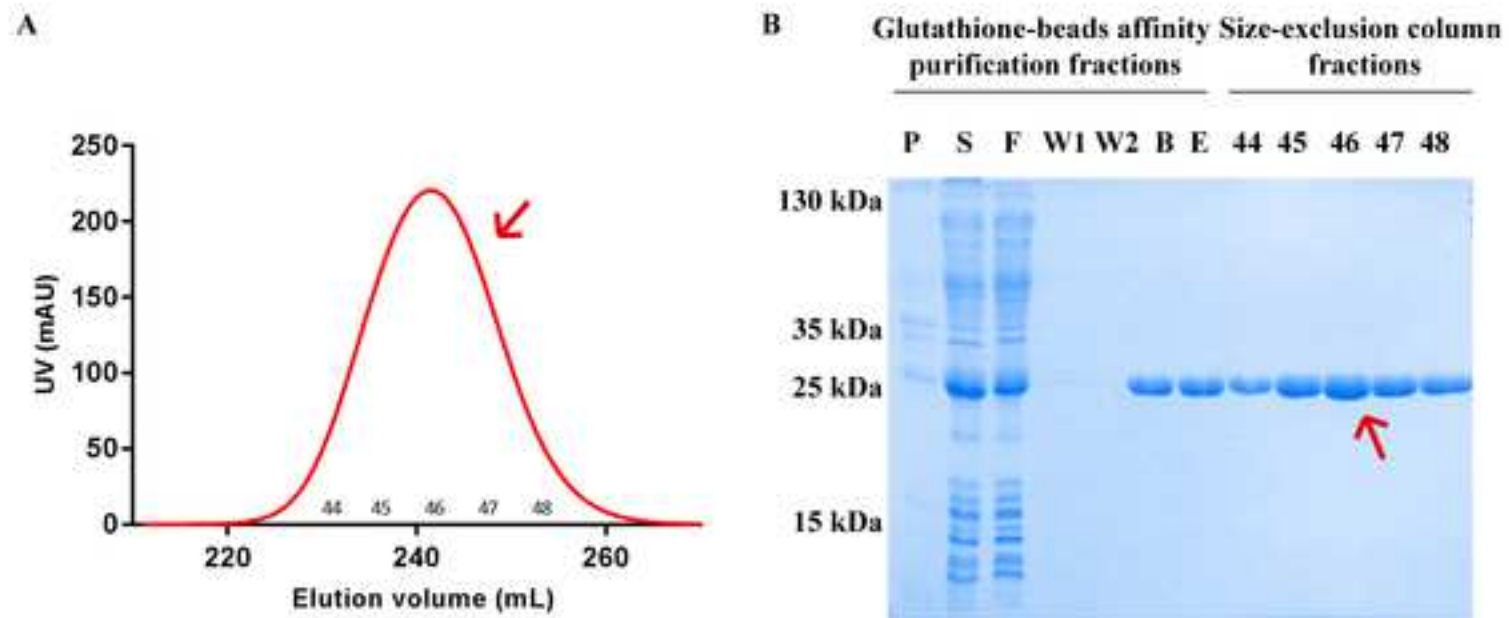 A
250
200
150
100
50
0
UV (mAU)
44 45 46 47 48
220 240 260
Elution volume (mL)
B
Glutathione-beads affinity Size-exclusion column
purification fractions fractions
P S F W1 W2 B E 44 45 46 47 48
130 kDa
35 kDa
25 kDa
15 kDa